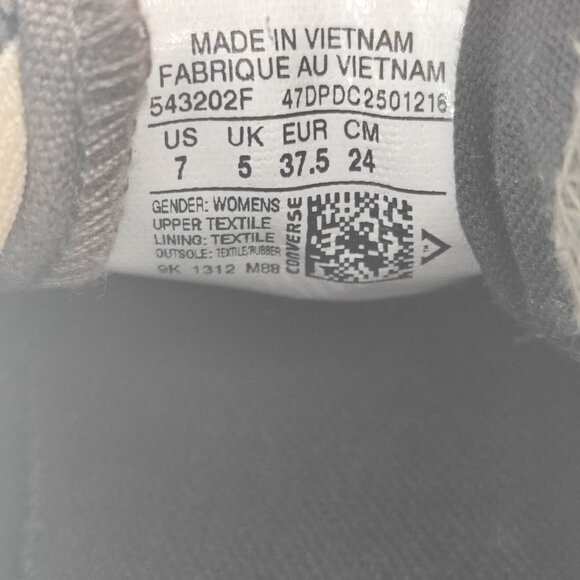 MADE IN VIETNAM
FABRIQUE AU VIETNAM
543202F 47DPDC2501216
US UK EUR CM
7 5 37.5 24
GENDER: WOMENS
UPPER TEXTILE
LINING: TEXTILE
OUTSOLE: TEXTILE/RUBBER
9K 1312 M88
CONVERSE